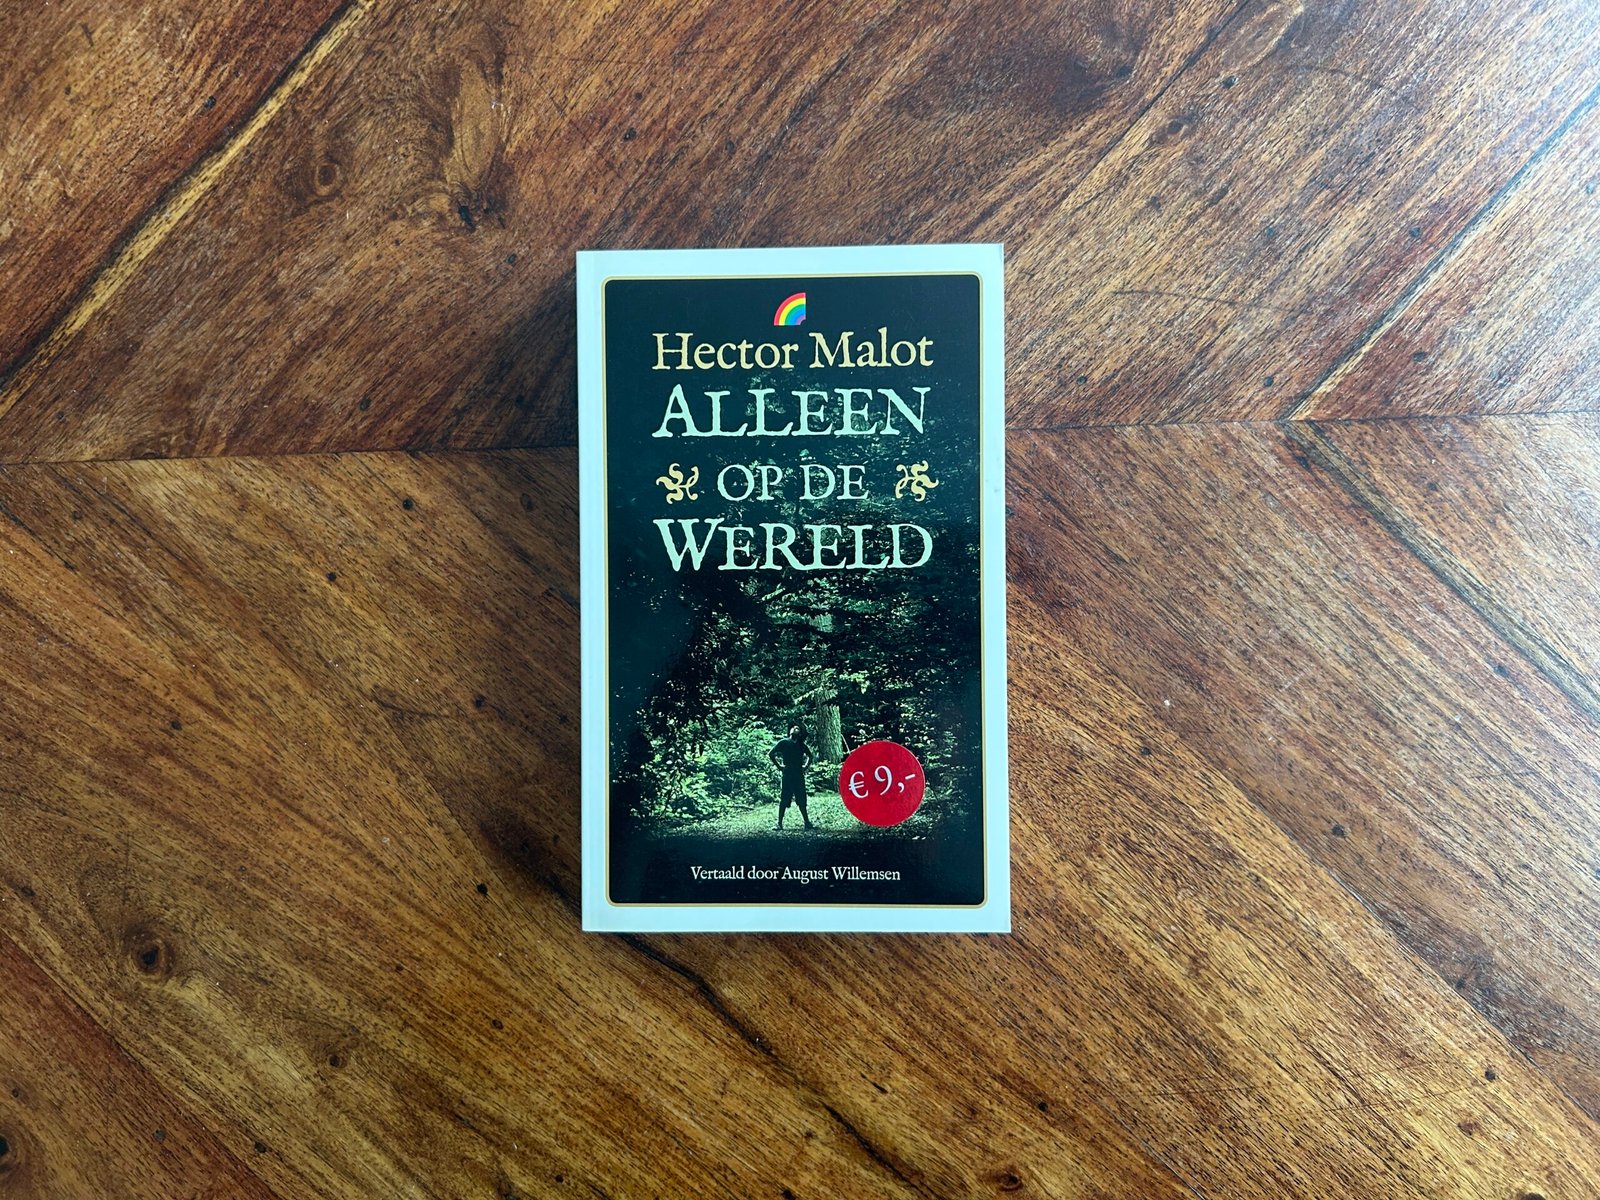 Hector Malot
ALLEEN
OP DE
WERELD
€ 9,-
Vertaald door August Willemsen